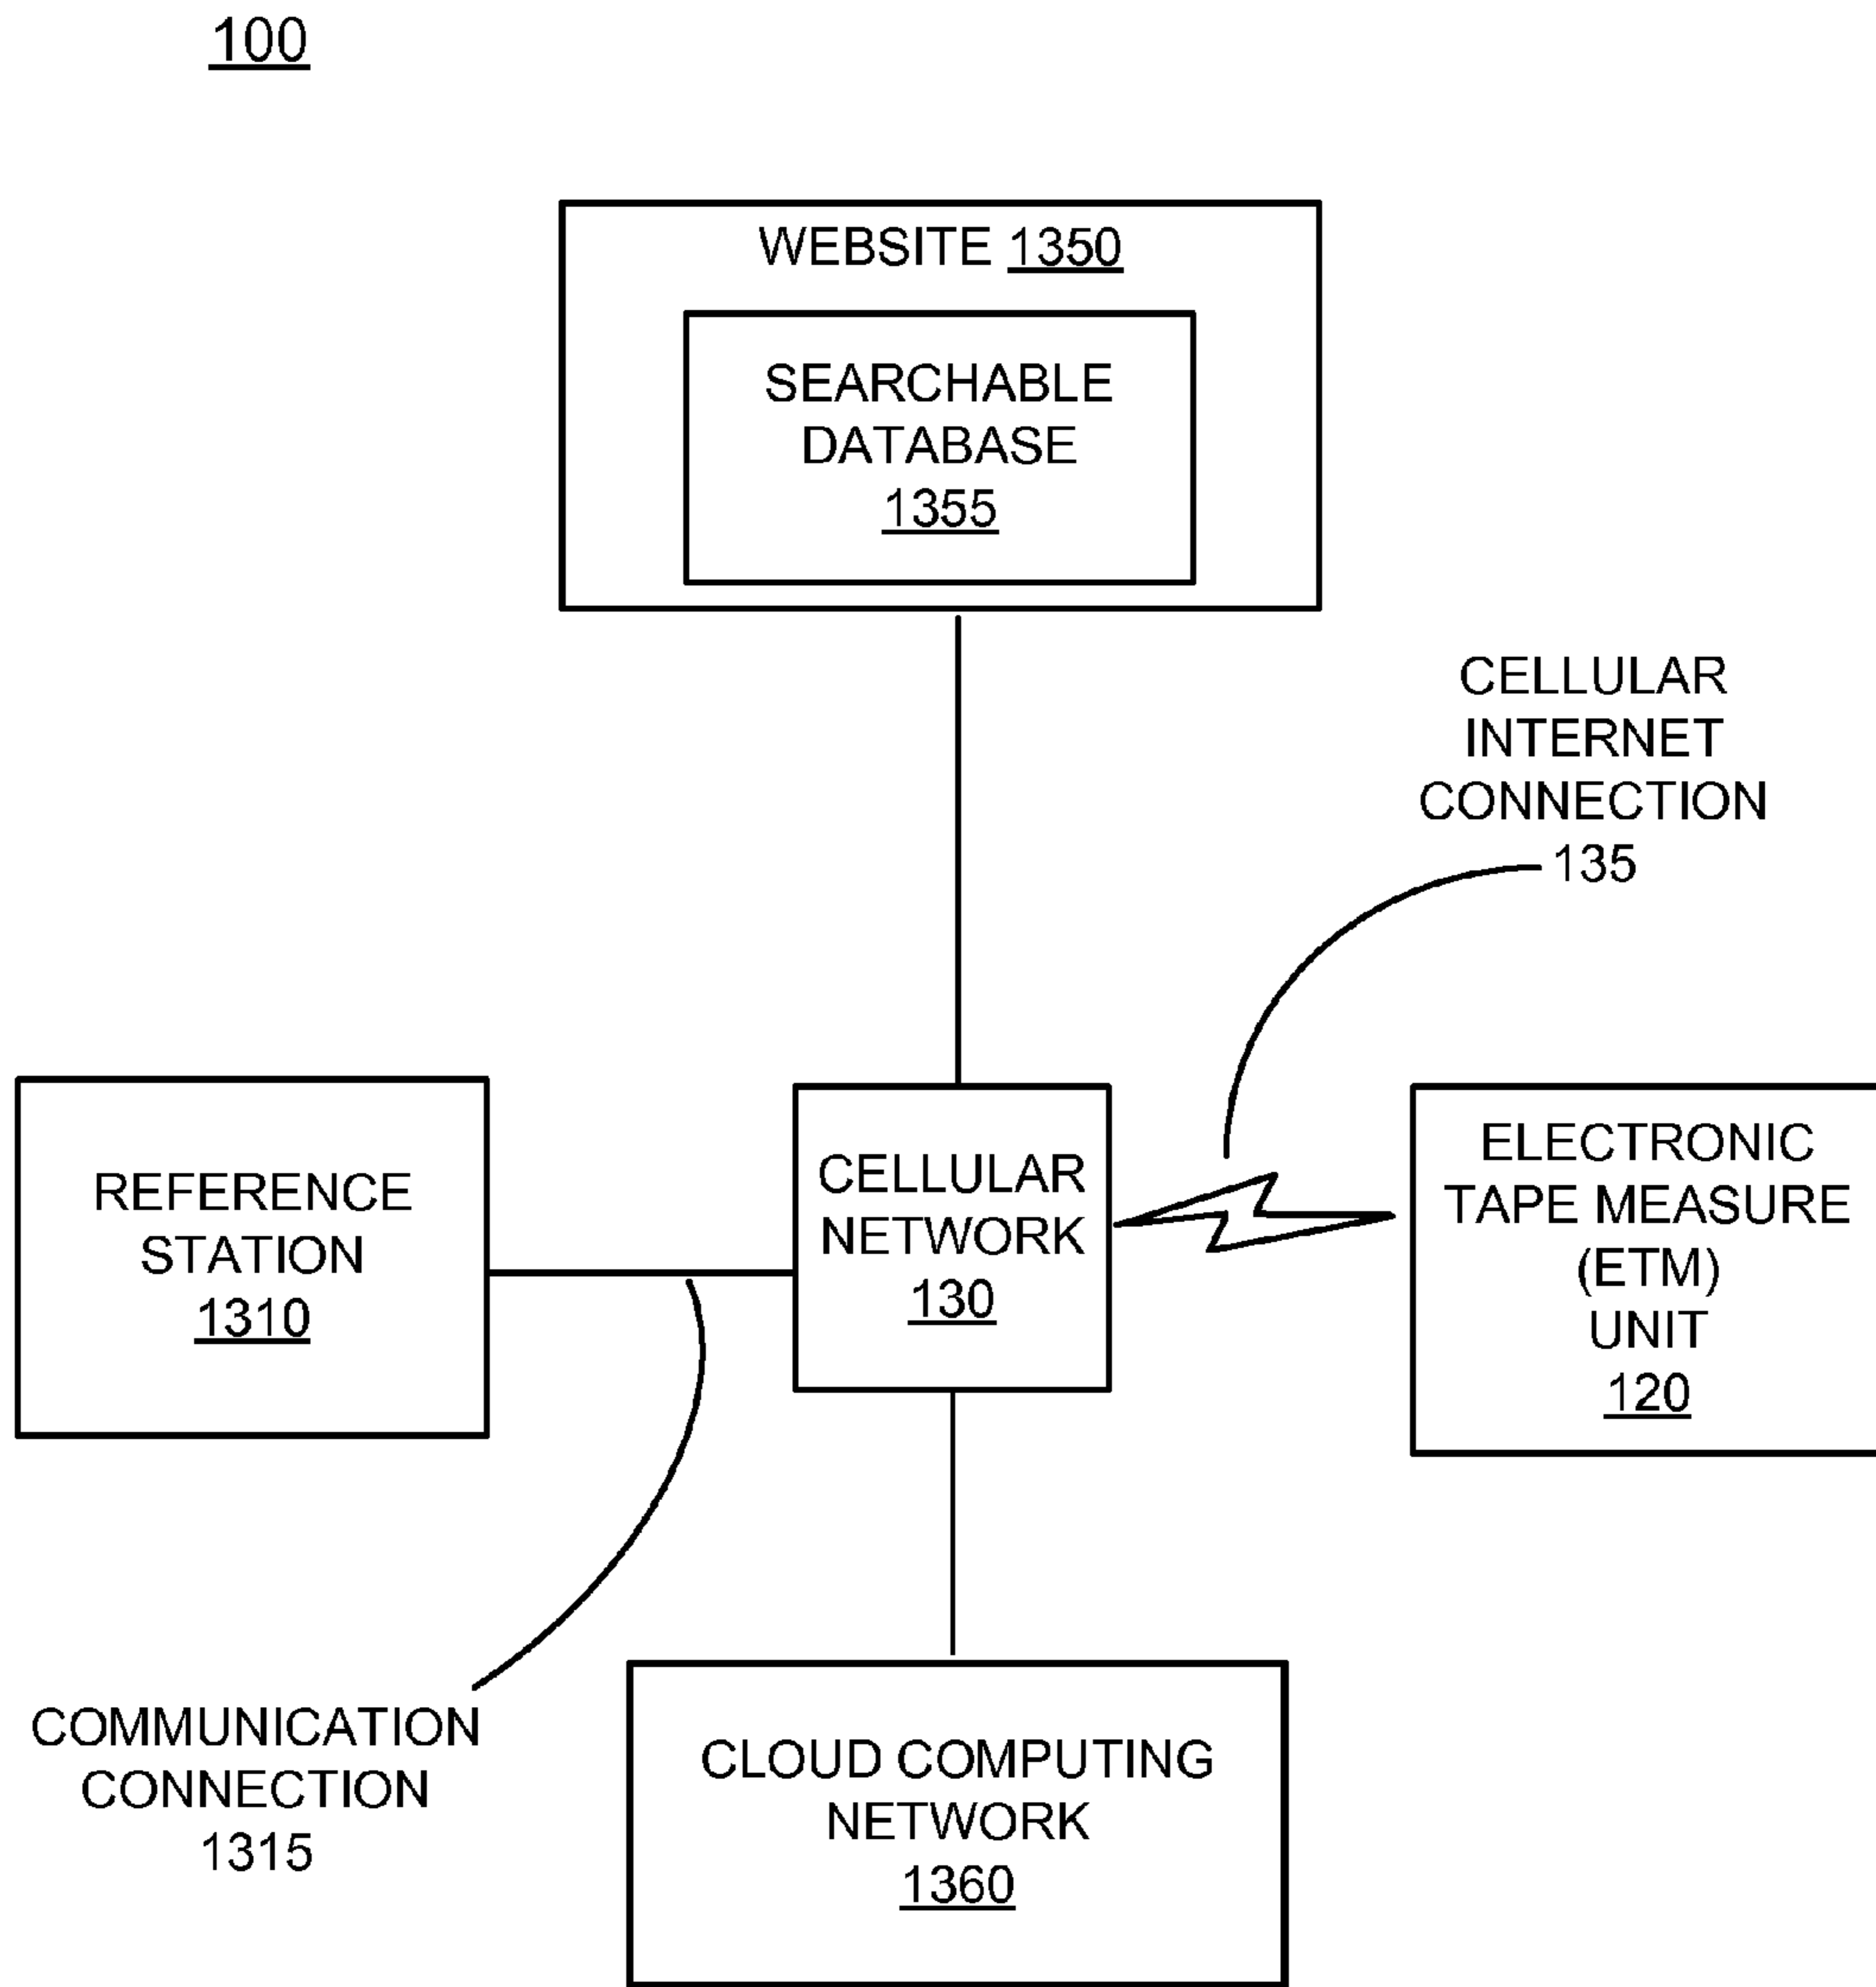 100
WEBSITE 1350
SEARCHABLE
DATABASE
1355
CELLULAR
INTERNET
CONNECTION
135
REFERENCE
STATION
1310
CELLULAR
NETWORK
130
ELECTRONIC
TAPE MEASURE
(ETM)
UNIT
120
COMMUNICATION
CONNECTION
1315
CLOUD COMPUTING
NETWORK
1360